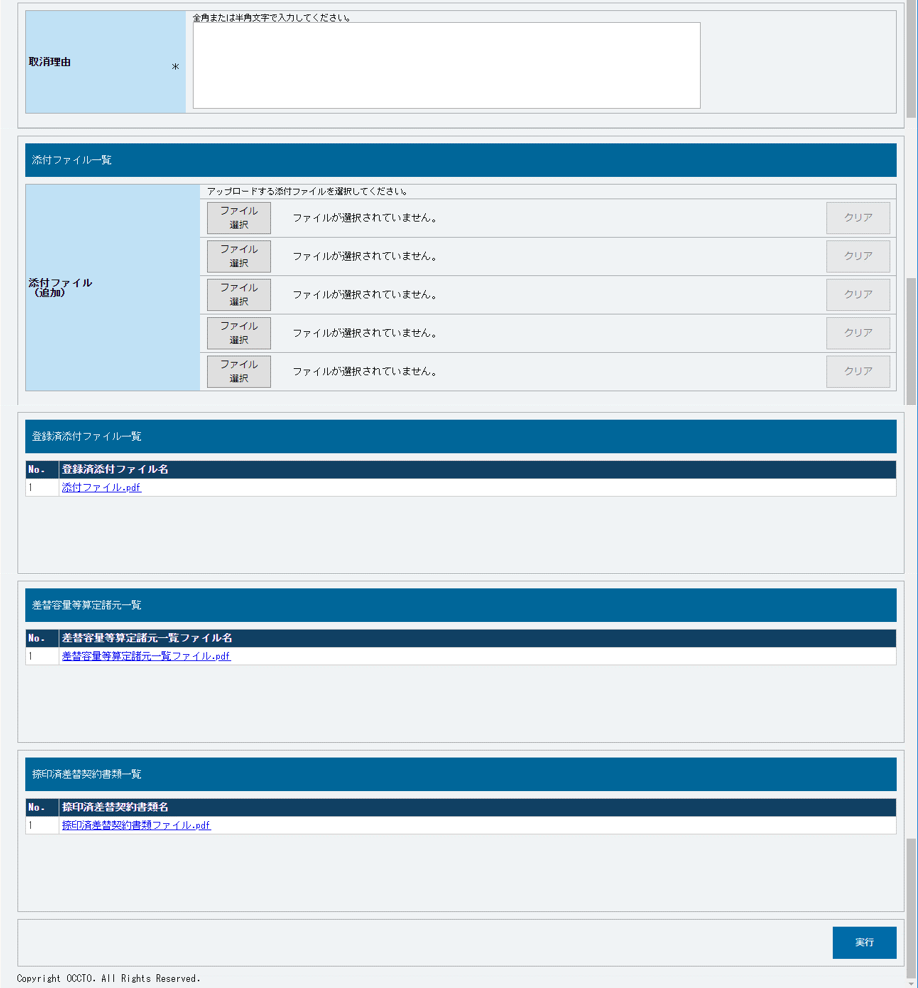 全角または半角文字で入力してください。
取消理由 *
添付ファイル一覧
アップロードする添付ファイルを選択してください。
添付ファイル
（追加）
ファイル
選択
ファイルが選択されていません。
クリア
ファイル
選択
ファイルが選択されていません。
クリア
ファイル
選択
ファイルが選択されていません。
クリア
ファイル
選択
ファイルが選択されていません。
クリア
ファイル
選択
ファイルが選択されていません。
クリア
登録済添付ファイル一覧
No. 登録済添付ファイル名
1 添付ファイル.pdf
差替容量等算定諸元一覧
No. 差替容量等算定諸元一覧ファイル名
1 差替容量等算定諸元一覧ファイル.pdf
捺印済差替契約書類一覧
No. 捺印済差替契約書類名
1 捺印済差替契約書類ファイル.pdf
実行
Copyright OCCTO. All Rights Reserved.